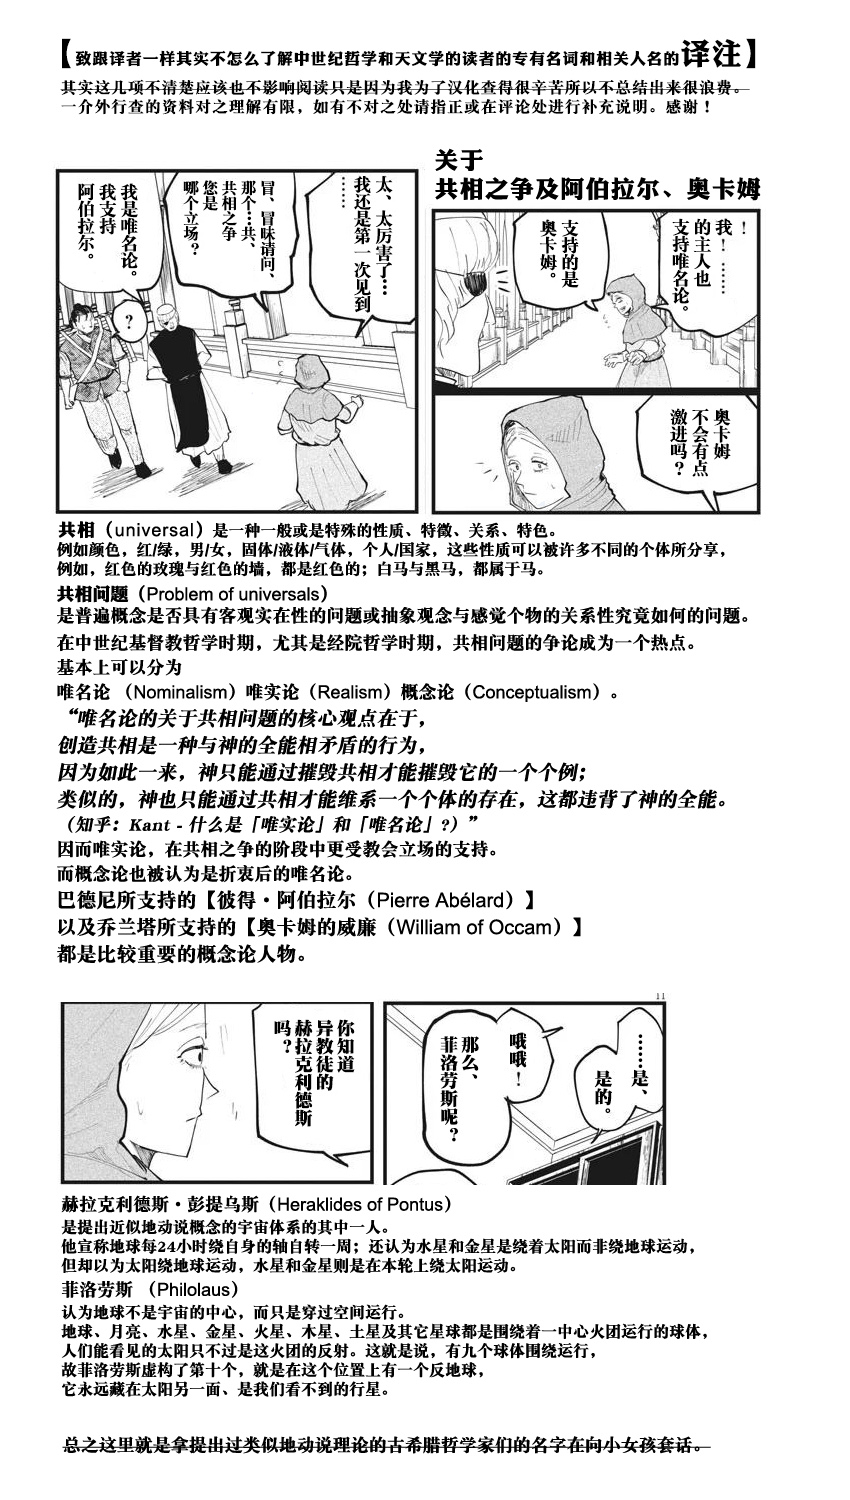 【致跟译者一样其实不怎么了解中世纪哲学和天文学的读者的专有名词和相关人名的译注】
其实这几项不清楚应该也不影响阅读只是因为我为了汉化查得很辛苦所以不总结出来很浪费。
一介外行查的资料对之理解有限，如有不对之处请指正或在评论处进行补充说明。感谢！
关于
共相之争及阿伯拉尔、奥卡姆
太、太厉害了…
我还是第一次见到
……
冒、冒昧请问、
那个…共、
共相之争
您是
哪个立场？
我是唯名论。
我支持
阿伯拉尔。
？
！
我！……
的主人也
支持唯名论。
支持的是
奥卡姆。
奥卡姆
不会有点
激进吗？
共相（universal）是一种一般或是特殊的性质、特徵、关系、特色。
例如颜色，红/绿，男/女，固体/液体/气体，个人/国家，这些性质可以被许多不同的个体所分享，
例如，红色的玫瑰与红色的墙，都是红色的；白马与黑马，都属于马。
共相问题（Problem of universals）
是普遍概念是否具有客观实在性的问题或抽象观念与感觉个物的关系性究竟如何的问题。
在中世纪基督教哲学时期，尤其是经院哲学时期，共相问题的争论成为一个热点。
基本上可以分为
唯名论 （Nominalism）唯实论（Realism）概念论（Conceptualism）。
“唯名论的关于共相问题的核心观点在于，
创造共相是一种与神的全能相矛盾的行为，
因为如此一来，神只能通过摧毁共相才能摧毁它的一个个例；
类似的，神也只能通过共相才能维系一个个体的存在，这都违背了神的全能。
（知乎：Kant - 什么是「唯实论」和「唯名论」?）”
因而唯实论，在共相之争的阶段中更受教会立场的支持。
而概念论也被认为是折衷后的唯名论。
巴德尼所支持的【彼得·阿伯拉尔（Pierre Abélard）】
以及乔兰塔所支持的【奥卡姆的威廉（William of Occam）】
都是比较重要的概念论人物。
11
……是、
是的。
哦哦！
那么、
菲洛劳斯呢？
你知道
异教徒的
赫拉克利德斯
吗？
赫拉克利德斯·彭提乌斯（Heraklides of Pontus）
是提出近似地动说概念的宇宙体系的其中一人。
他宣称地球每24小时绕自身的轴自转一周；还认为水星和金星是绕着太阳而非绕地球运动，
但却以为太阳绕地球运动，水星和金星则是在本轮上绕太阳运动。
菲洛劳斯 （Philolaus）
认为地球不是宇宙的中心，而只是穿过空间运行。
地球、月亮、水星、金星、火星、木星、土星及其它星球都是围绕着一中心火团运行的球体，
人们能看见的太阳只不过是这火团的反射。这就是说，有九个球体围绕运行，
故菲洛劳斯虚构了第十个，就是在这个位置上有一个反地球，
它永远藏在太阳另一面、是我们看不到的行星。
总之这里就是拿提出过类似地动说理论的古希腊哲学家们的名字在向小女孩套话。